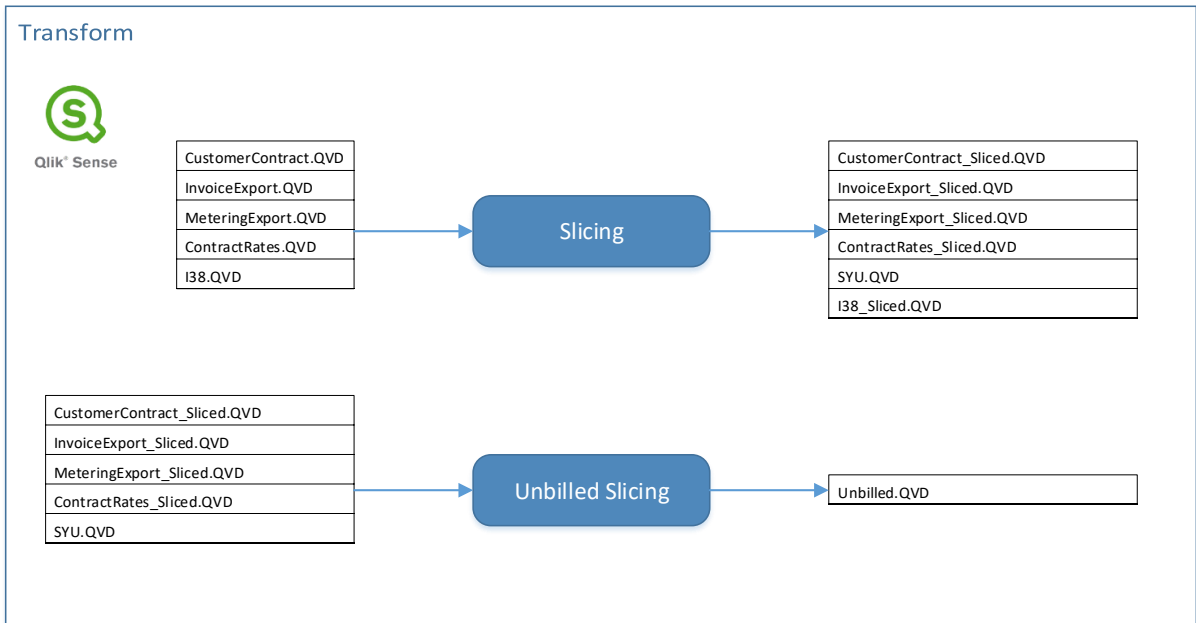 Transform
S
Qlik® Sense
CustomerContract.QVD
InvoiceExport.QVD
MeteringExport.QVD
ContractRates.QVD
I38.QVD
Slicing
CustomerContract_Sliced.QVD
InvoiceExport_Sliced.QVD
MeteringExport_Sliced.QVD
ContractRates_Sliced.QVD
SYU.QVD
I38_Sliced.QVD
CustomerContract_Sliced.QVD
InvoiceExport_Sliced.QVD
MeteringExport_Sliced.QVD
ContractRates_Sliced.QVD
SYU.QVD
Unbilled Slicing
Unbilled.QVD